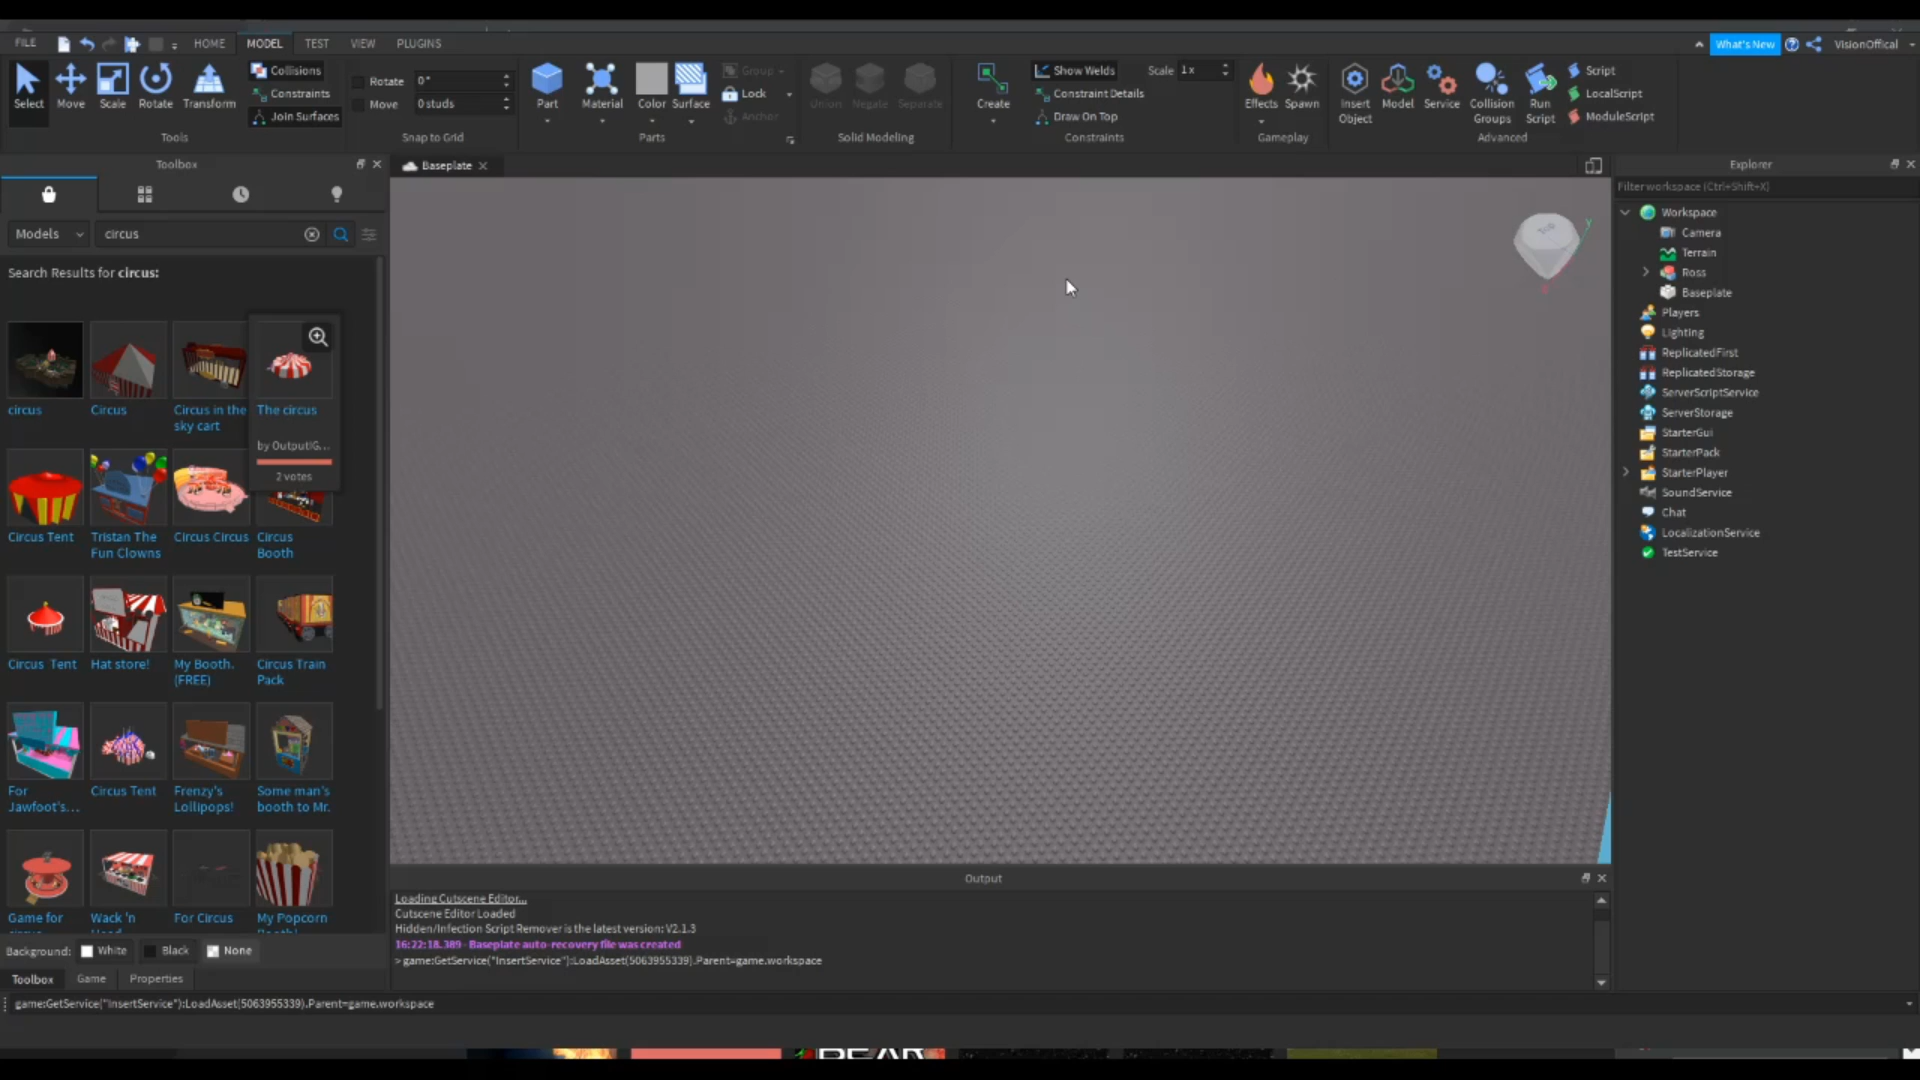 FILE
HOME
MODEL
TEST
VIEW
PLUGINS
What's New
VisionOffical
Select
Move
Scale
Rotate
Transform
Collisions
Constraints
Join Surfaces
Tools
Rotate
0°
Move
0 studs
Snap to Grid
Part
Material
Color
Surface
Group
Lock
Anchor
Parts
Union
Negate
Separate
Solid Modeling
Create
Show Welds
Constraint Details
Draw On Top
Scale 1x
Constraints
Effects
Spawn
Gameplay
Insert
Object
Model
Service
Collision
Groups
Run
Script
Script
LocalScript
ModuleScript
Advanced
Toolbox
Models
circus
Search Results for circus:
circus
Circus
Circus in the
sky cart
The circus
by Output|G...
2 votes
Circus Tent
Tristan The
Fun Clowns
Circus Circus
Circus
Booth
Circus Tent
Hat store!
My Booth.
(FREE)
Circus Train
Pack
For
Jawfoot's...
Circus Tent
Frenzy's
Lollipops!
Some man's
booth to Mr.
Game for
Wack 'n
For Circus
My Popcorn
Background:
White
Black
None
Toolbox
Game
Properties
game:GetService("InsertService"):LoadAsset(5063955339).Parent=game.workspace
Baseplate
TOP
Y
Output
Loading Cutscene Editor...
Cutscene Editor Loaded
Hidden/Infection Script Remover is the latest version: V2.1.3
16:22:18.389 - Baseplate auto-recovery file was created
> game:GetService("InsertService"):LoadAsset(5063955339).Parent=game.workspace
Explorer
Filter workspace (Ctrl+Shift+X)
Workspace
Camera
Terrain
Ross
Baseplate
Players
Lighting
ReplicatedFirst
ReplicatedStorage
ServerScriptService
ServerStorage
StarterGui
StarterPack
StarterPlayer
SoundService
Chat
LocalizationService
TestService
BEAR